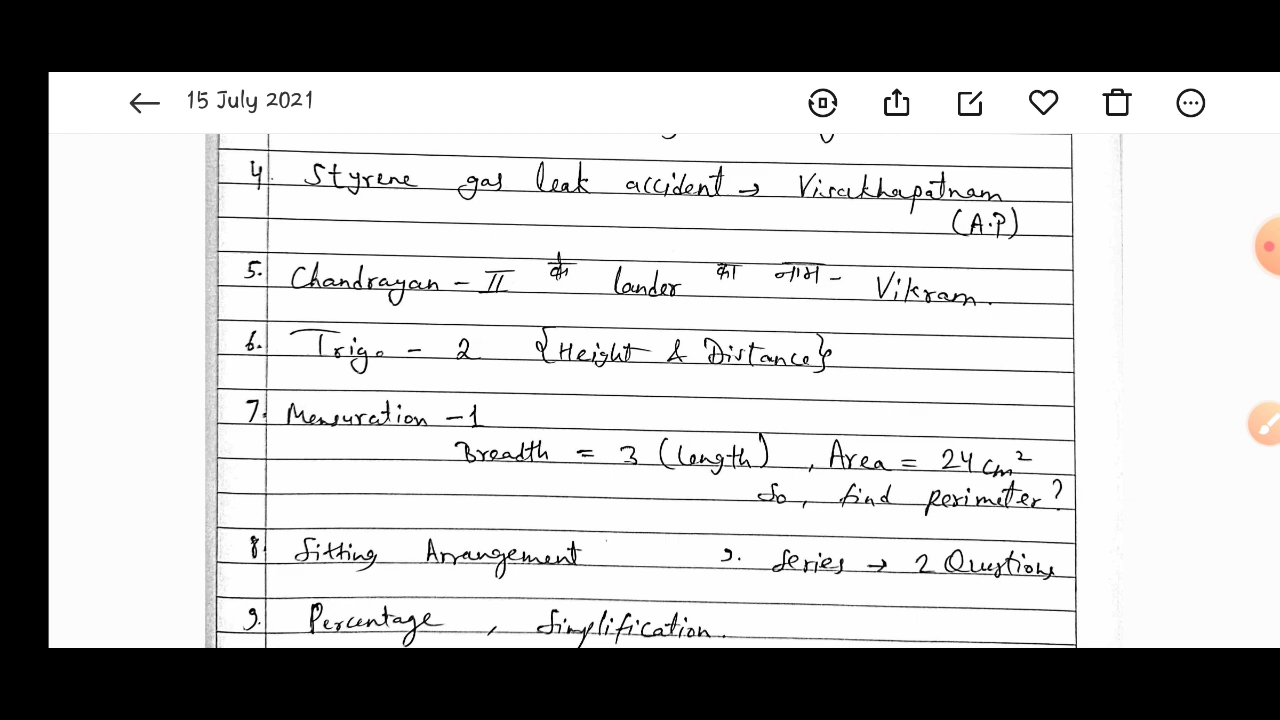 15 July 2021
4. Styrene gas leak accident → Visakhapatnam
(A.P)
5. Chandrayan - II के lander का नाम - Vikram.
6. Trigo - 2 {Height & Distance}
7. Mensuration - 1
Breadth = 3 (length), Area = 24 cm²
So, find perimeter?
8. Sitting Arrangement 9. Series → 2 Questions
9. Percentage, Simplification.